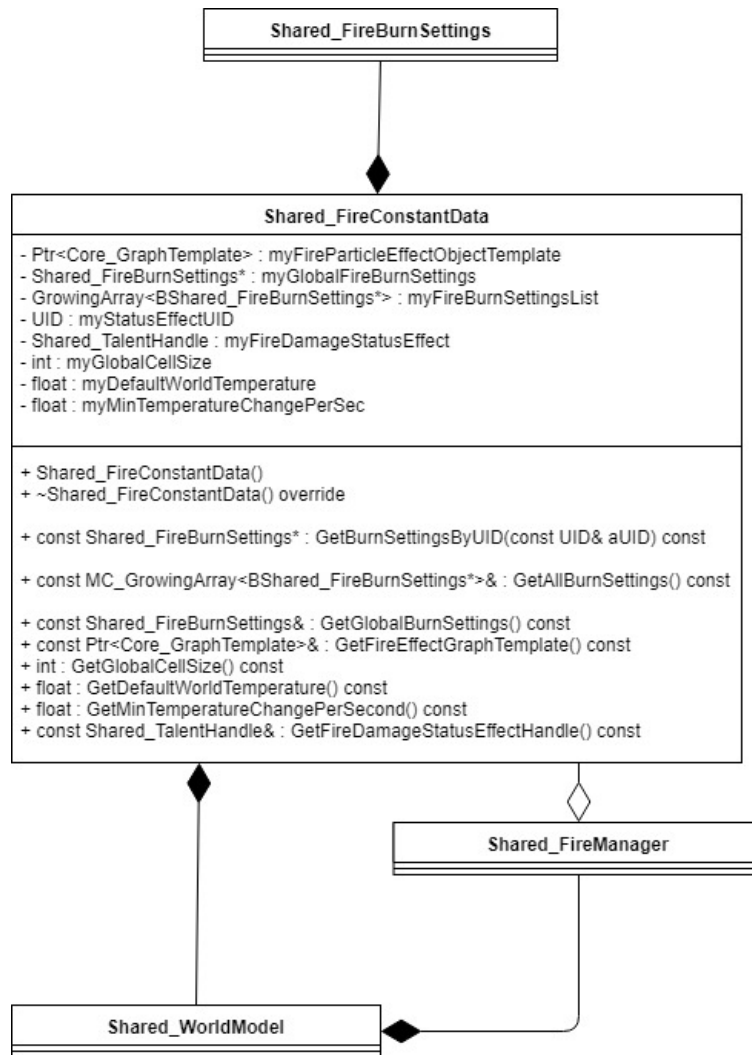 Shared_FireBurnSettings
Shared_FireConstantData
- Ptr<Core_GraphTemplate> : myFireParticleEffectObjectTemplate
- Shared_FireBurnSettings* : myGlobalFireBurnSettings
- GrowingArray<BShared_FireBurnSettings*> : myFireBurnSettingsList
- UID : myStatusEffectUID
- Shared_TalentHandle : myFireDamageStatusEffect
- int : myGlobalCellSize
- float : myDefaultWorldTemperature
- float : myMinTemperatureChangePerSec
+ Shared_FireConstantData()
+ ~Shared_FireConstantData() override
+ const Shared_FireBurnSettings* : GetBurnSettingsByUID(const UID& aUID) const
+ const MC_GrowingArray<BShared_FireBurnSettings*>& : GetAllBurnSettings() const
+ const Shared_FireBurnSettings& : GetGlobalBurnSettings() const
+ const Ptr<Core_GraphTemplate>& : GetFireEffectGraphTemplate() const
+ int : GetGlobalCellSize() const
+ float : GetDefaultWorldTemperature() const
+ float : GetMinTemperatureChangePerSecond() const
+ const Shared_TalentHandle& : GetFireDamageStatusEffectHandle() const
Shared_FireManager
Shared_WorldModel